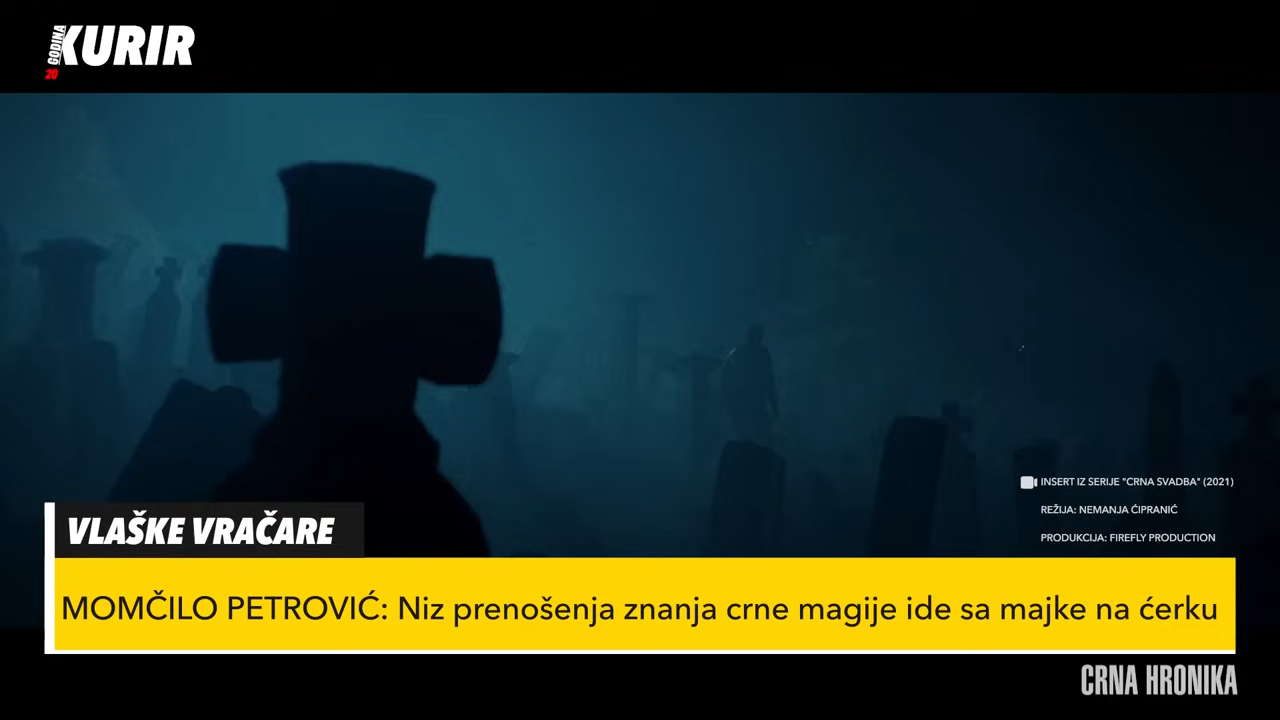 20 GODINA
KURIR
INSERT IZ SERIJE "CRNA SVADBA" (2021)
REŽIJA: NEMANJA ĆIPRANIĆ
PRODUKCIJA: FIREFLY PRODUCTION
VLAŠKE VRAČARE
MOMČILO PETROVIĆ: Niz prenošenja znanja crne magije ide sa majke na ćerku
CRNA HRONIKA